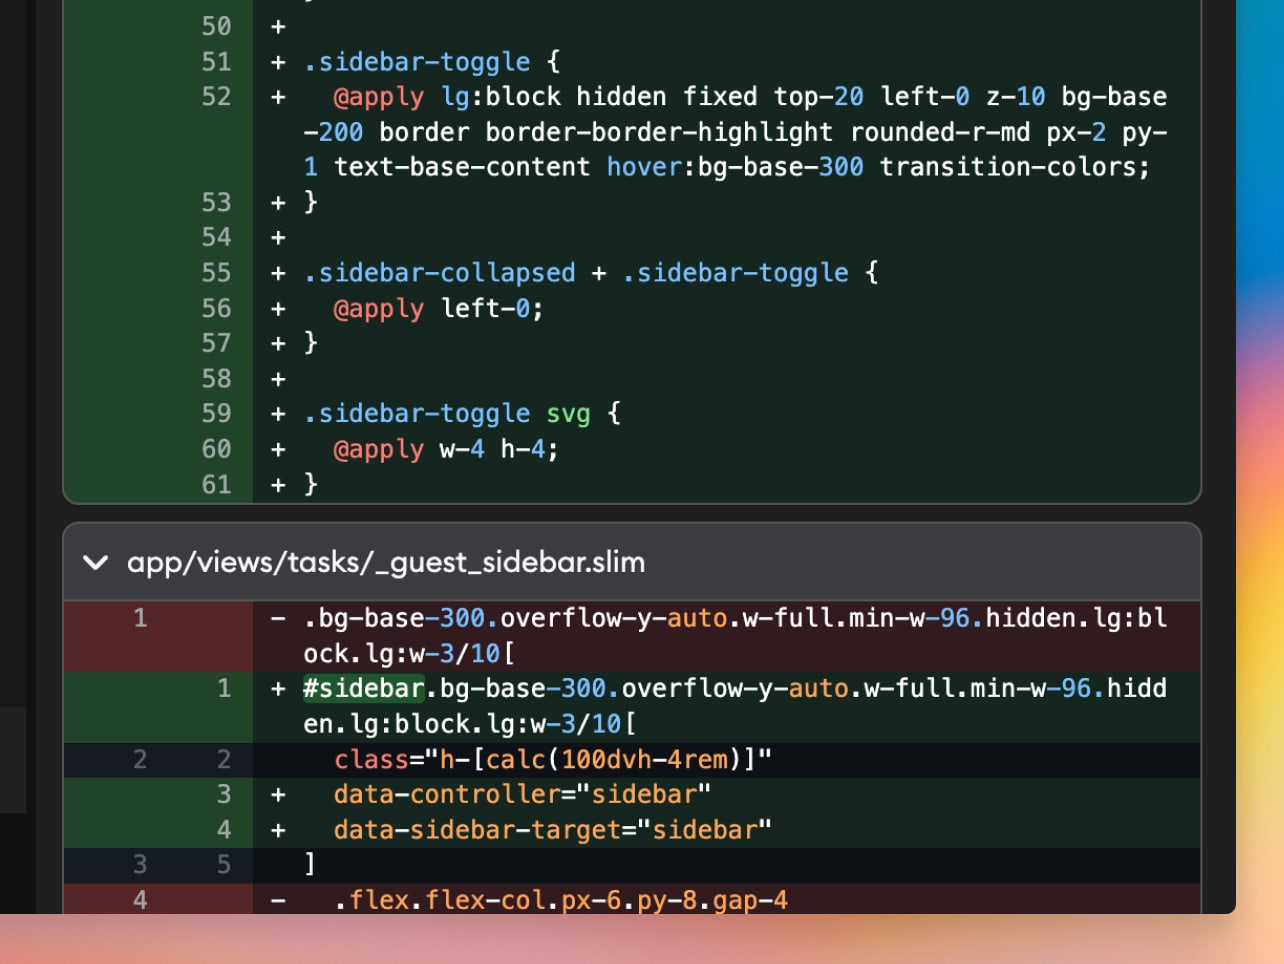 50 +
51 + .sidebar-toggle {
52 + @apply lg:block hidden fixed top-20 left-0 z-10 bg-base
-200 border border-border-highlight rounded-r-md px-2 py-
1 text-base-content hover:bg-base-300 transition-colors;
53 + }
54 +
55 + .sidebar-collapsed + .sidebar-toggle {
56 + @apply left-0;
57 + }
58 +
59 + .sidebar-toggle svg {
60 + @apply w-4 h-4;
61 + }
app/views/tasks/_guest_sidebar.slim
1 - .bg-base-300.overflow-y-auto.w-full.min-w-96.hidden.lg:bl
ock.lg:w-3/10[
1 + #sidebar.bg-base-300.overflow-y-auto.w-full.min-w-96.hidd
en.lg:block.lg:w-3/10[
2 2 class="h-[calc(100dvh-4rem)]"
3 + data-controller="sidebar"
4 + data-sidebar-target="sidebar"
3 5 ]
4 - .flex.flex-col.px-6.py-8.gap-4